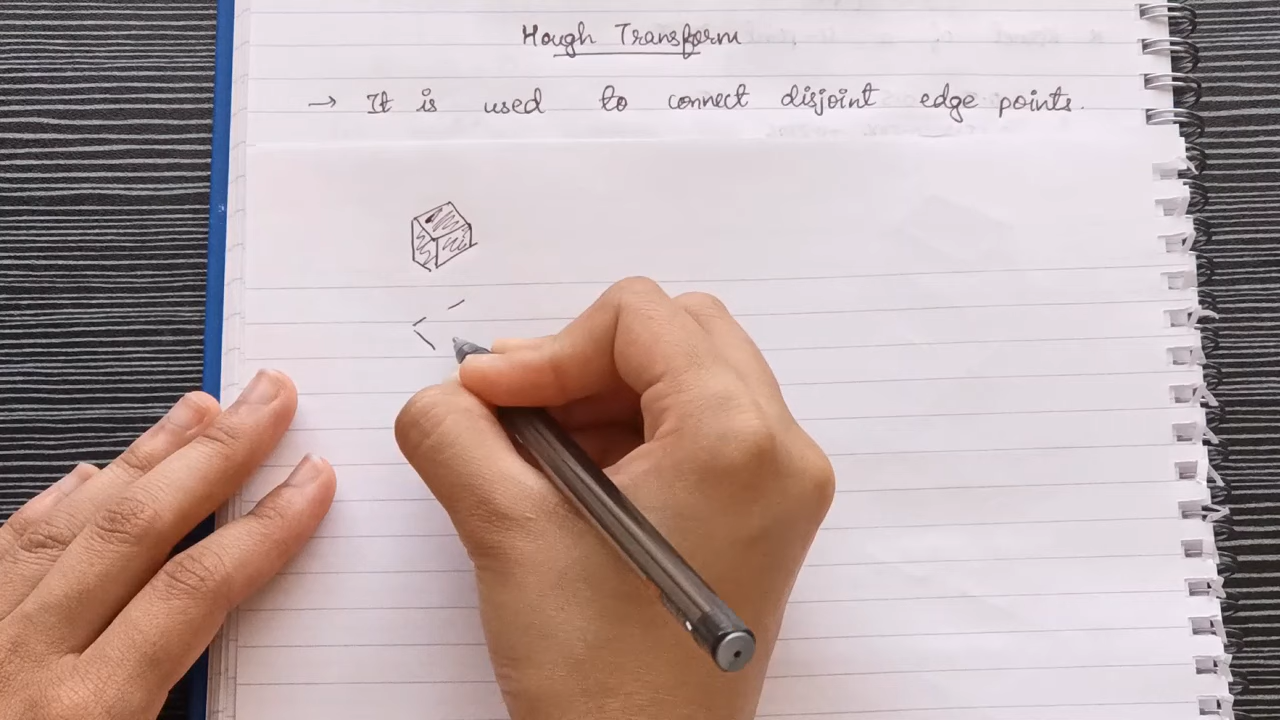 Hough Transform
→ It is used to connect disjoint edge points.